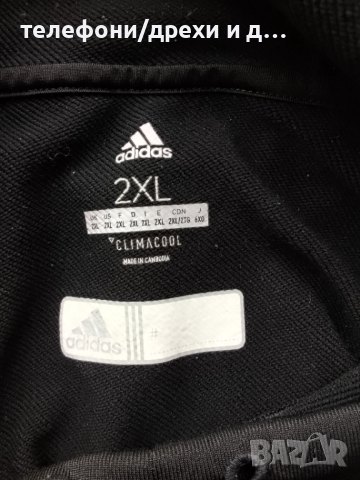 телефони/дрехи и д...
adidas
2XL
UK US F D I E CDN J
2XL 2XL 2XL 2XL 2XL 2XL 2XL/2TG 6XO
CLIMACOOL
MADE IN CAMBODIA
adidas #
BAZAR